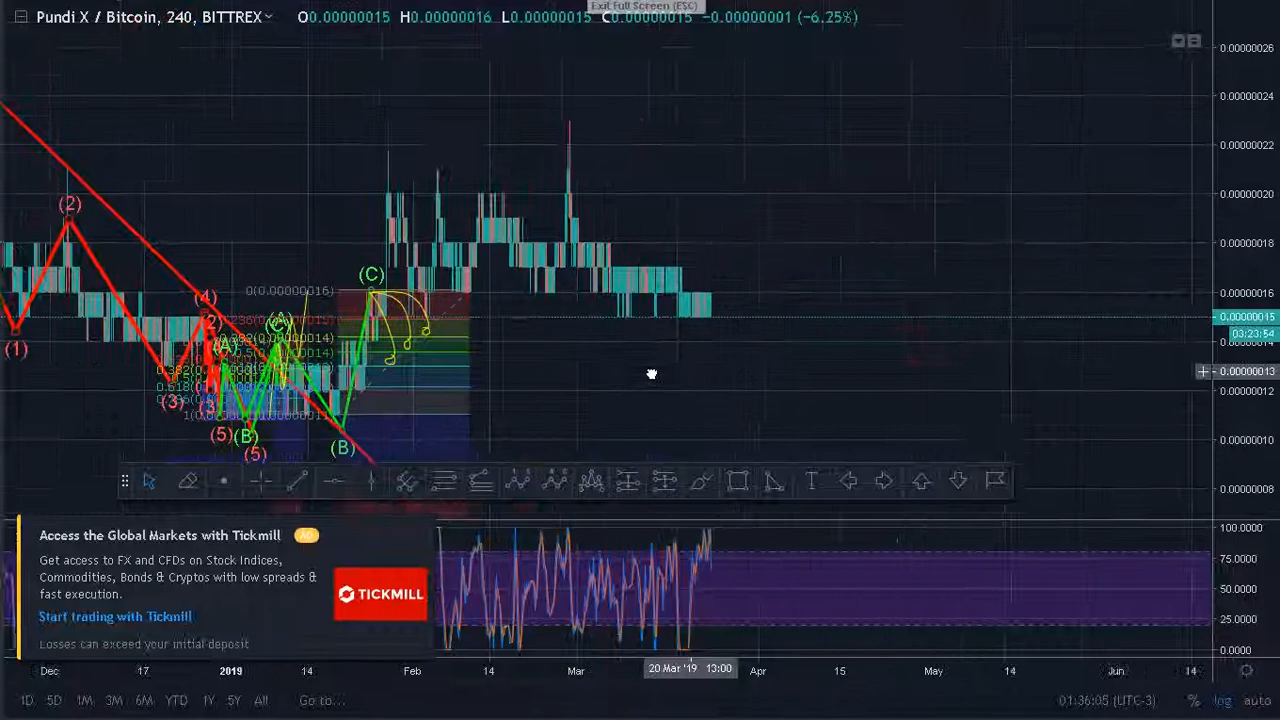 Exit Full Screen (ESC)
Pundi X / Bitcoin, 240, BITTREX O0.00000015 H0.00000016 L0.00000015 C0.00000015 −0.00000001 (−6.25%)
0.00000026
0.00000024
0.00000022
0.00000020
0.00000018
0.00000016
0.00000015
03:23:54
0.00000014
0.00000013
0.00000010
0.00000008
(2)
(1)
(4)
(3)
(C)
0(0.00000016)
(5)
(B)
(5)
(B)
Access the Global Markets with Tickmill AD
Get access to FX and CFDs on Stock Indices,
Commodities, Bonds & Cryptos with low spreads &
fast execution.
Start trading with Tickmill
Losses can exceed your initial deposit
TICKMILL
100.0000
75.0000
50.0000
25.0000
0.0000
Dec 17 2019 14 Feb 14 Mar 20 Mar '19 13:00 Apr 15 May 14 Jun 14
1D 5D 1M 3M 6M YTD 1Y 5Y All Go to... 01:36:05 (UTC-3) % log auto